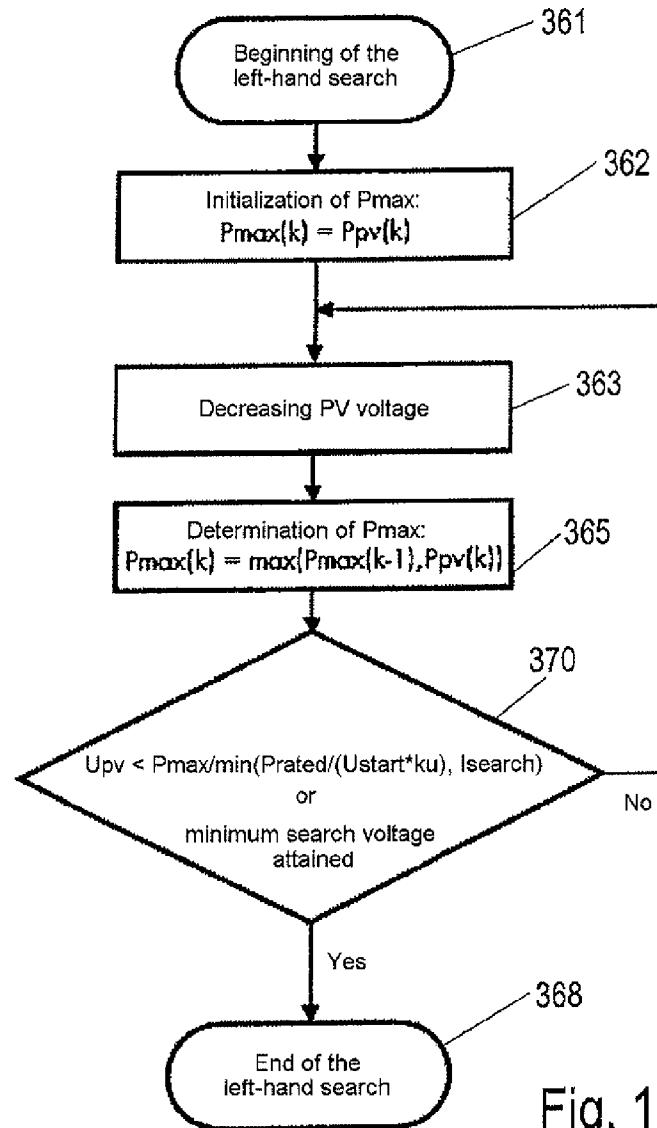 361
Beginning of the
left-hand search
362
Initialization of Pmax:
Pmax(k) = Ppv(k)
363
Decreasing PV voltage
Determination of Pmax:
365
Pmax(k) = max(Pmax(k-1),Ppv(k))
370
Upv < Pmax/min(Prated/(Ustart*ku), Isearch)
or
No
minimum search voltage
attained
Yes
368
End of the
left-hand search
Fig. 1